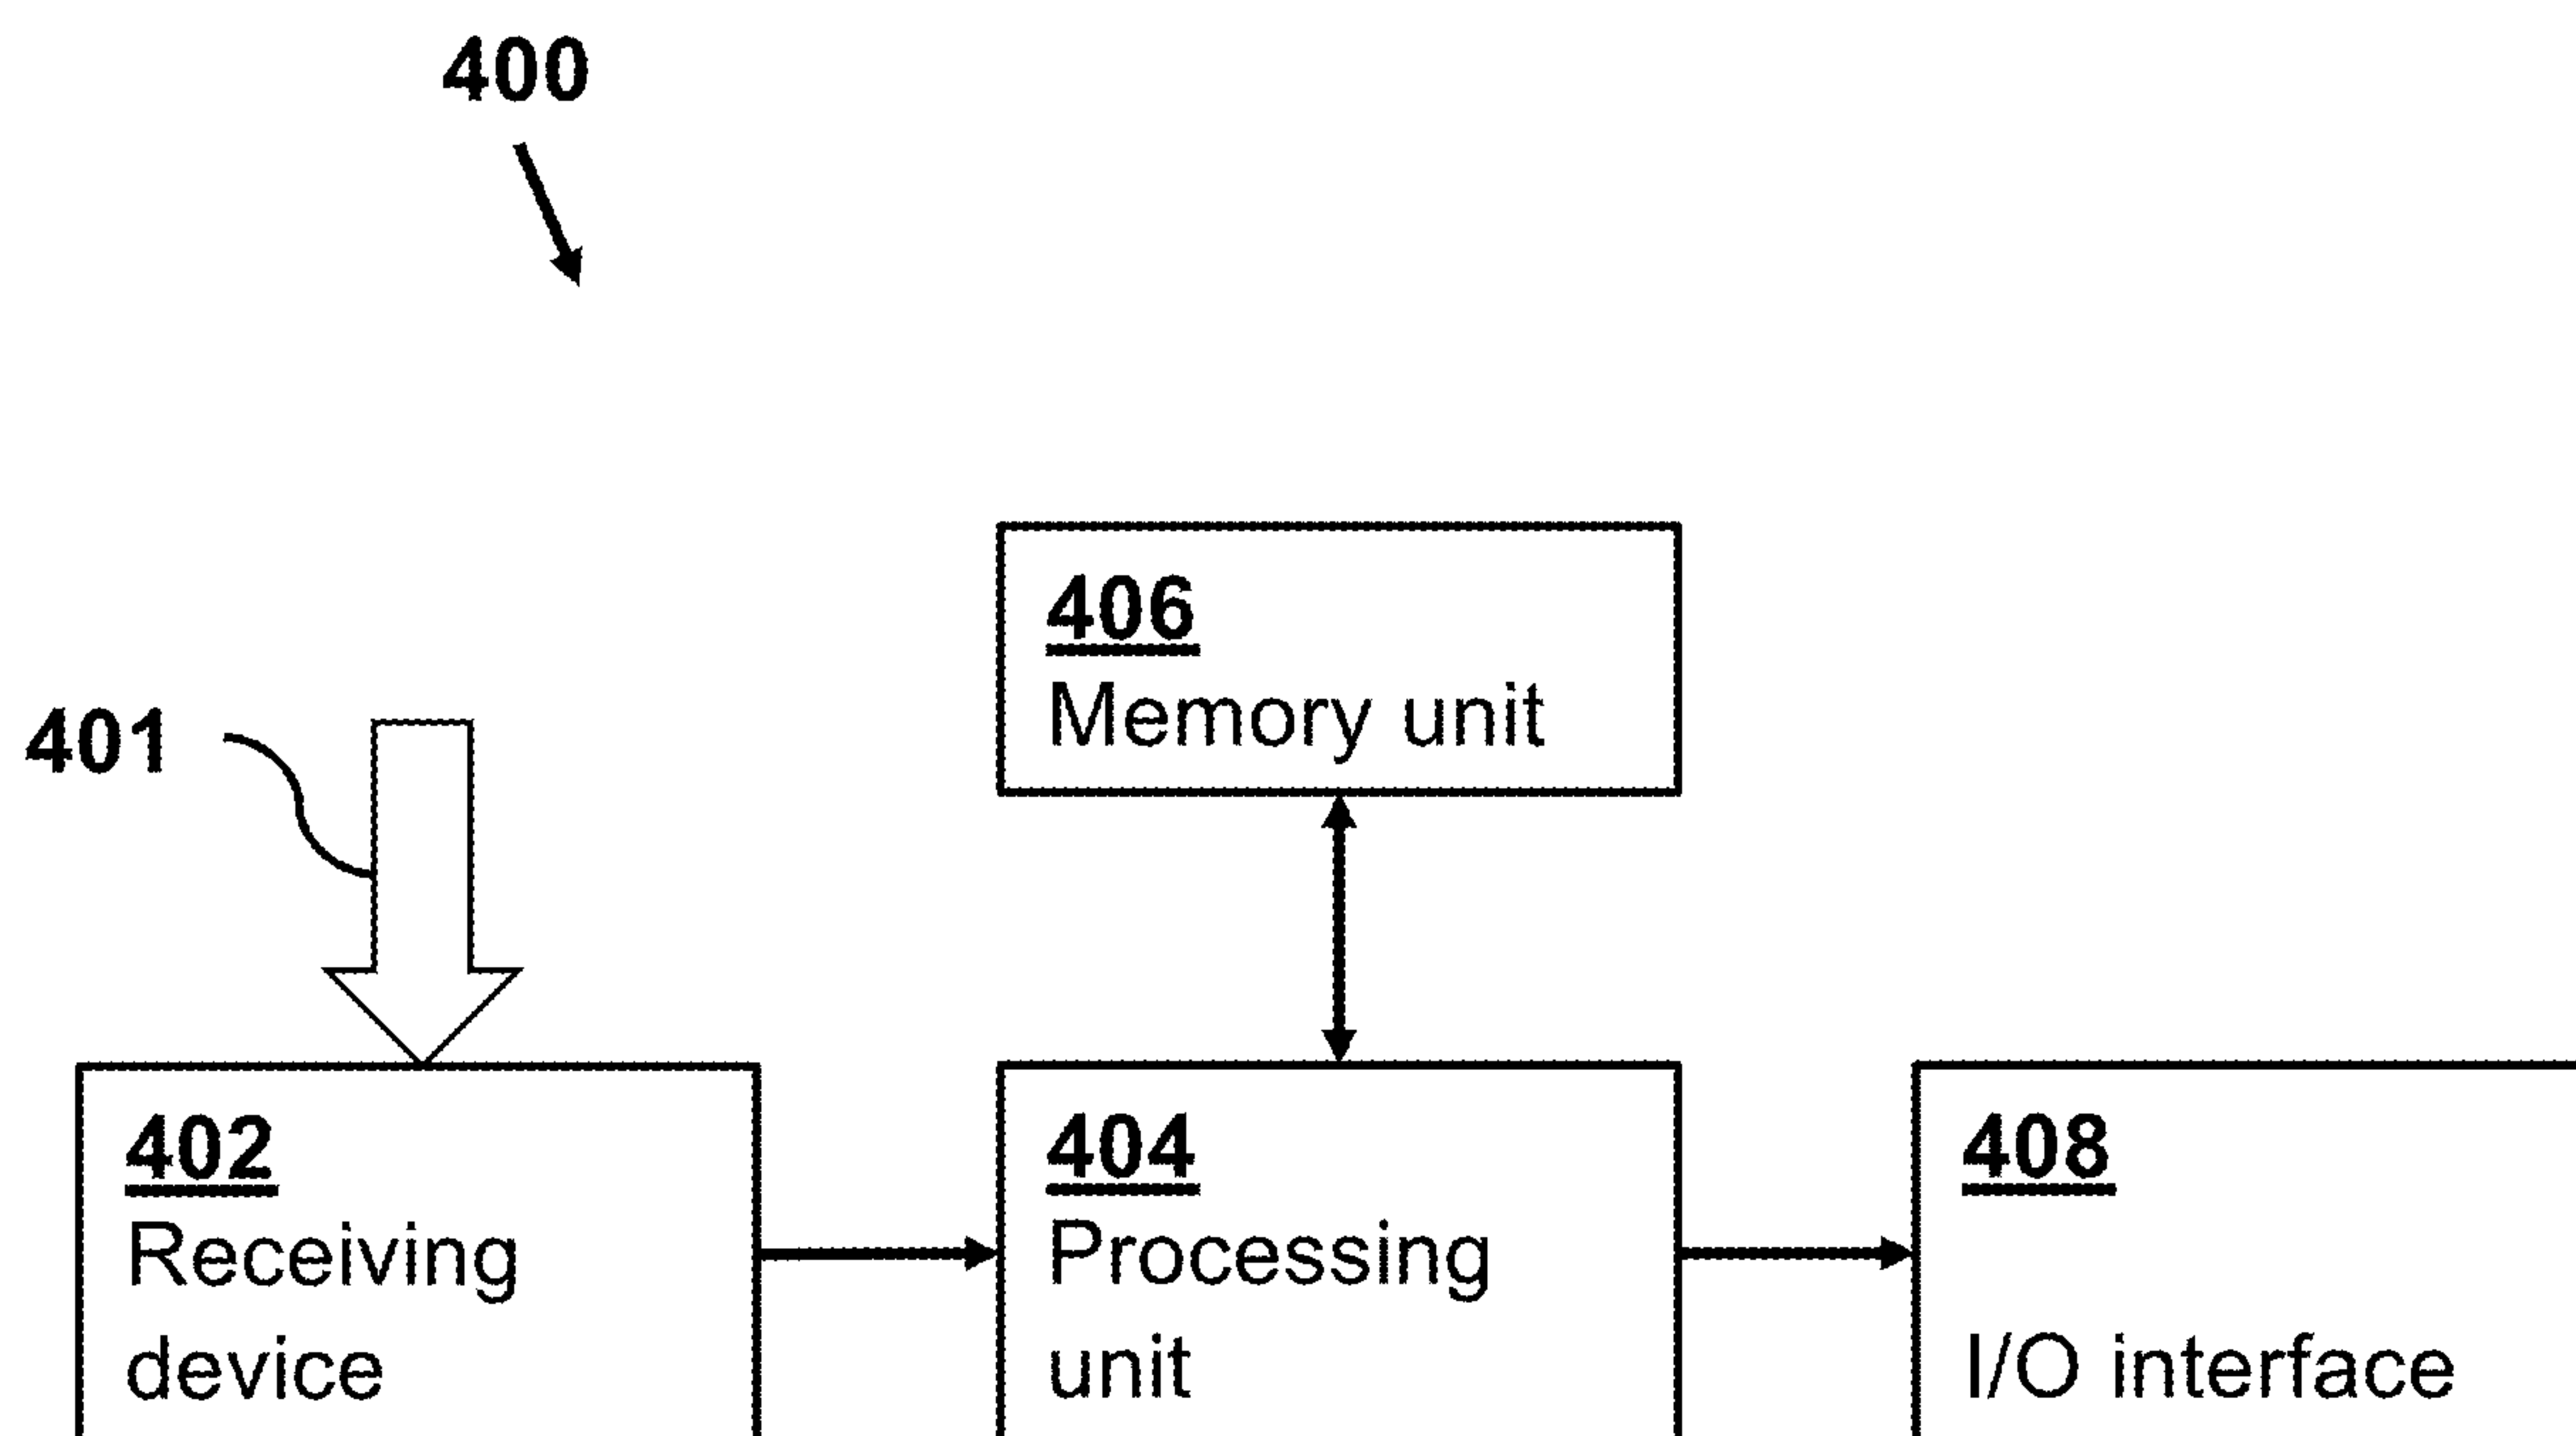 400
406
Memory unit
401
402
Receiving
device
404
Processing
unit
408
I/O interface